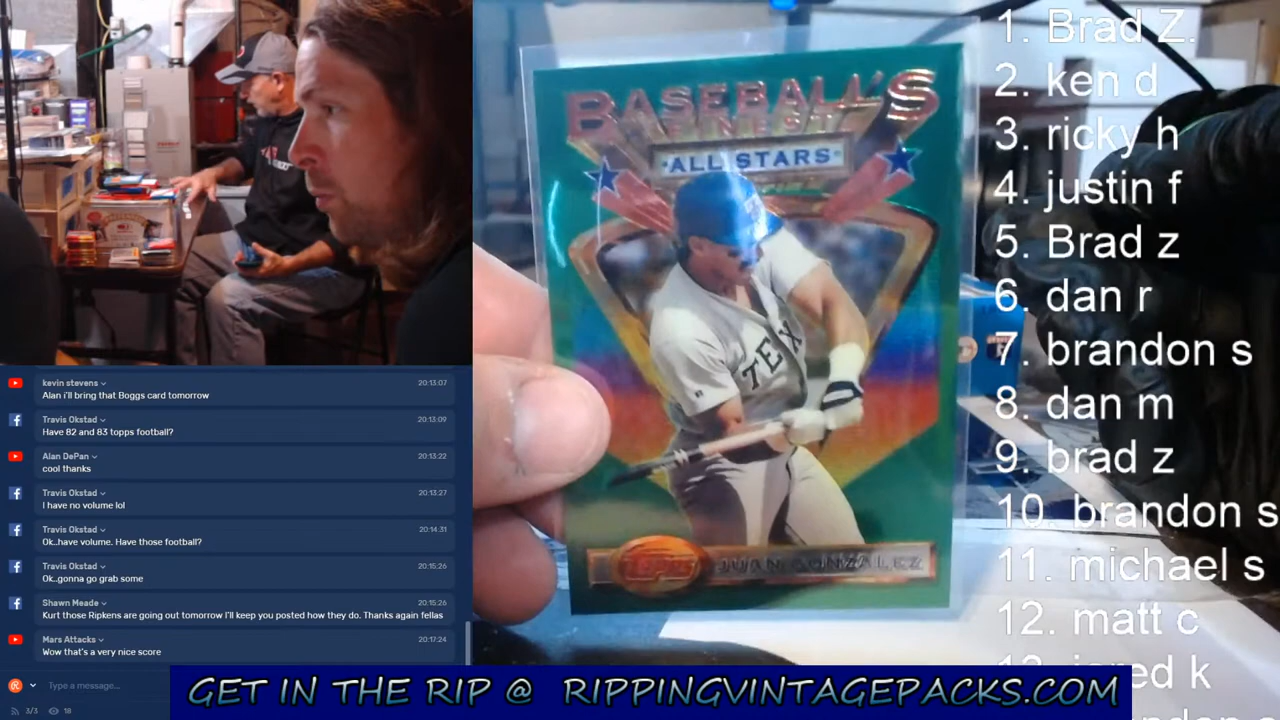 kevin stevens
20:13:07
Alan i'll bring that Boggs card tomorrow
Travis Okstad
20:13:09
Have 82 and 83 topps football?
Alan DePan
20:13:22
cool thanks
Travis Okstad
20:13:27
I have no volume lol
Travis Okstad
20:14:31
Ok..have volume. Have those football?
Travis Okstad
20:15:26
Ok..gonna go grab some
Shawn Meade
20:15:26
Kurt those Ripkens are going out tomorrow I'll keep you posted how they do. Thanks again fellas
Mars Attacks
20:17:24
Wow that's a very nice score
Type a message...
3/3
18
BASEBALL'S
FINEST
ALL STARS
TEX
TOPPS
JUAN GONZALEZ
1. Brad Z.
2. ken d
3. ricky h
4. justin f
5. Brad z
6. dan r
7. brandon s
8. dan m
9. brad z
10. brandon s
11. michael s
12. matt c
13. jared k
GET IN THE RIP @ RIPPINGVINTAGEPACKS.COM